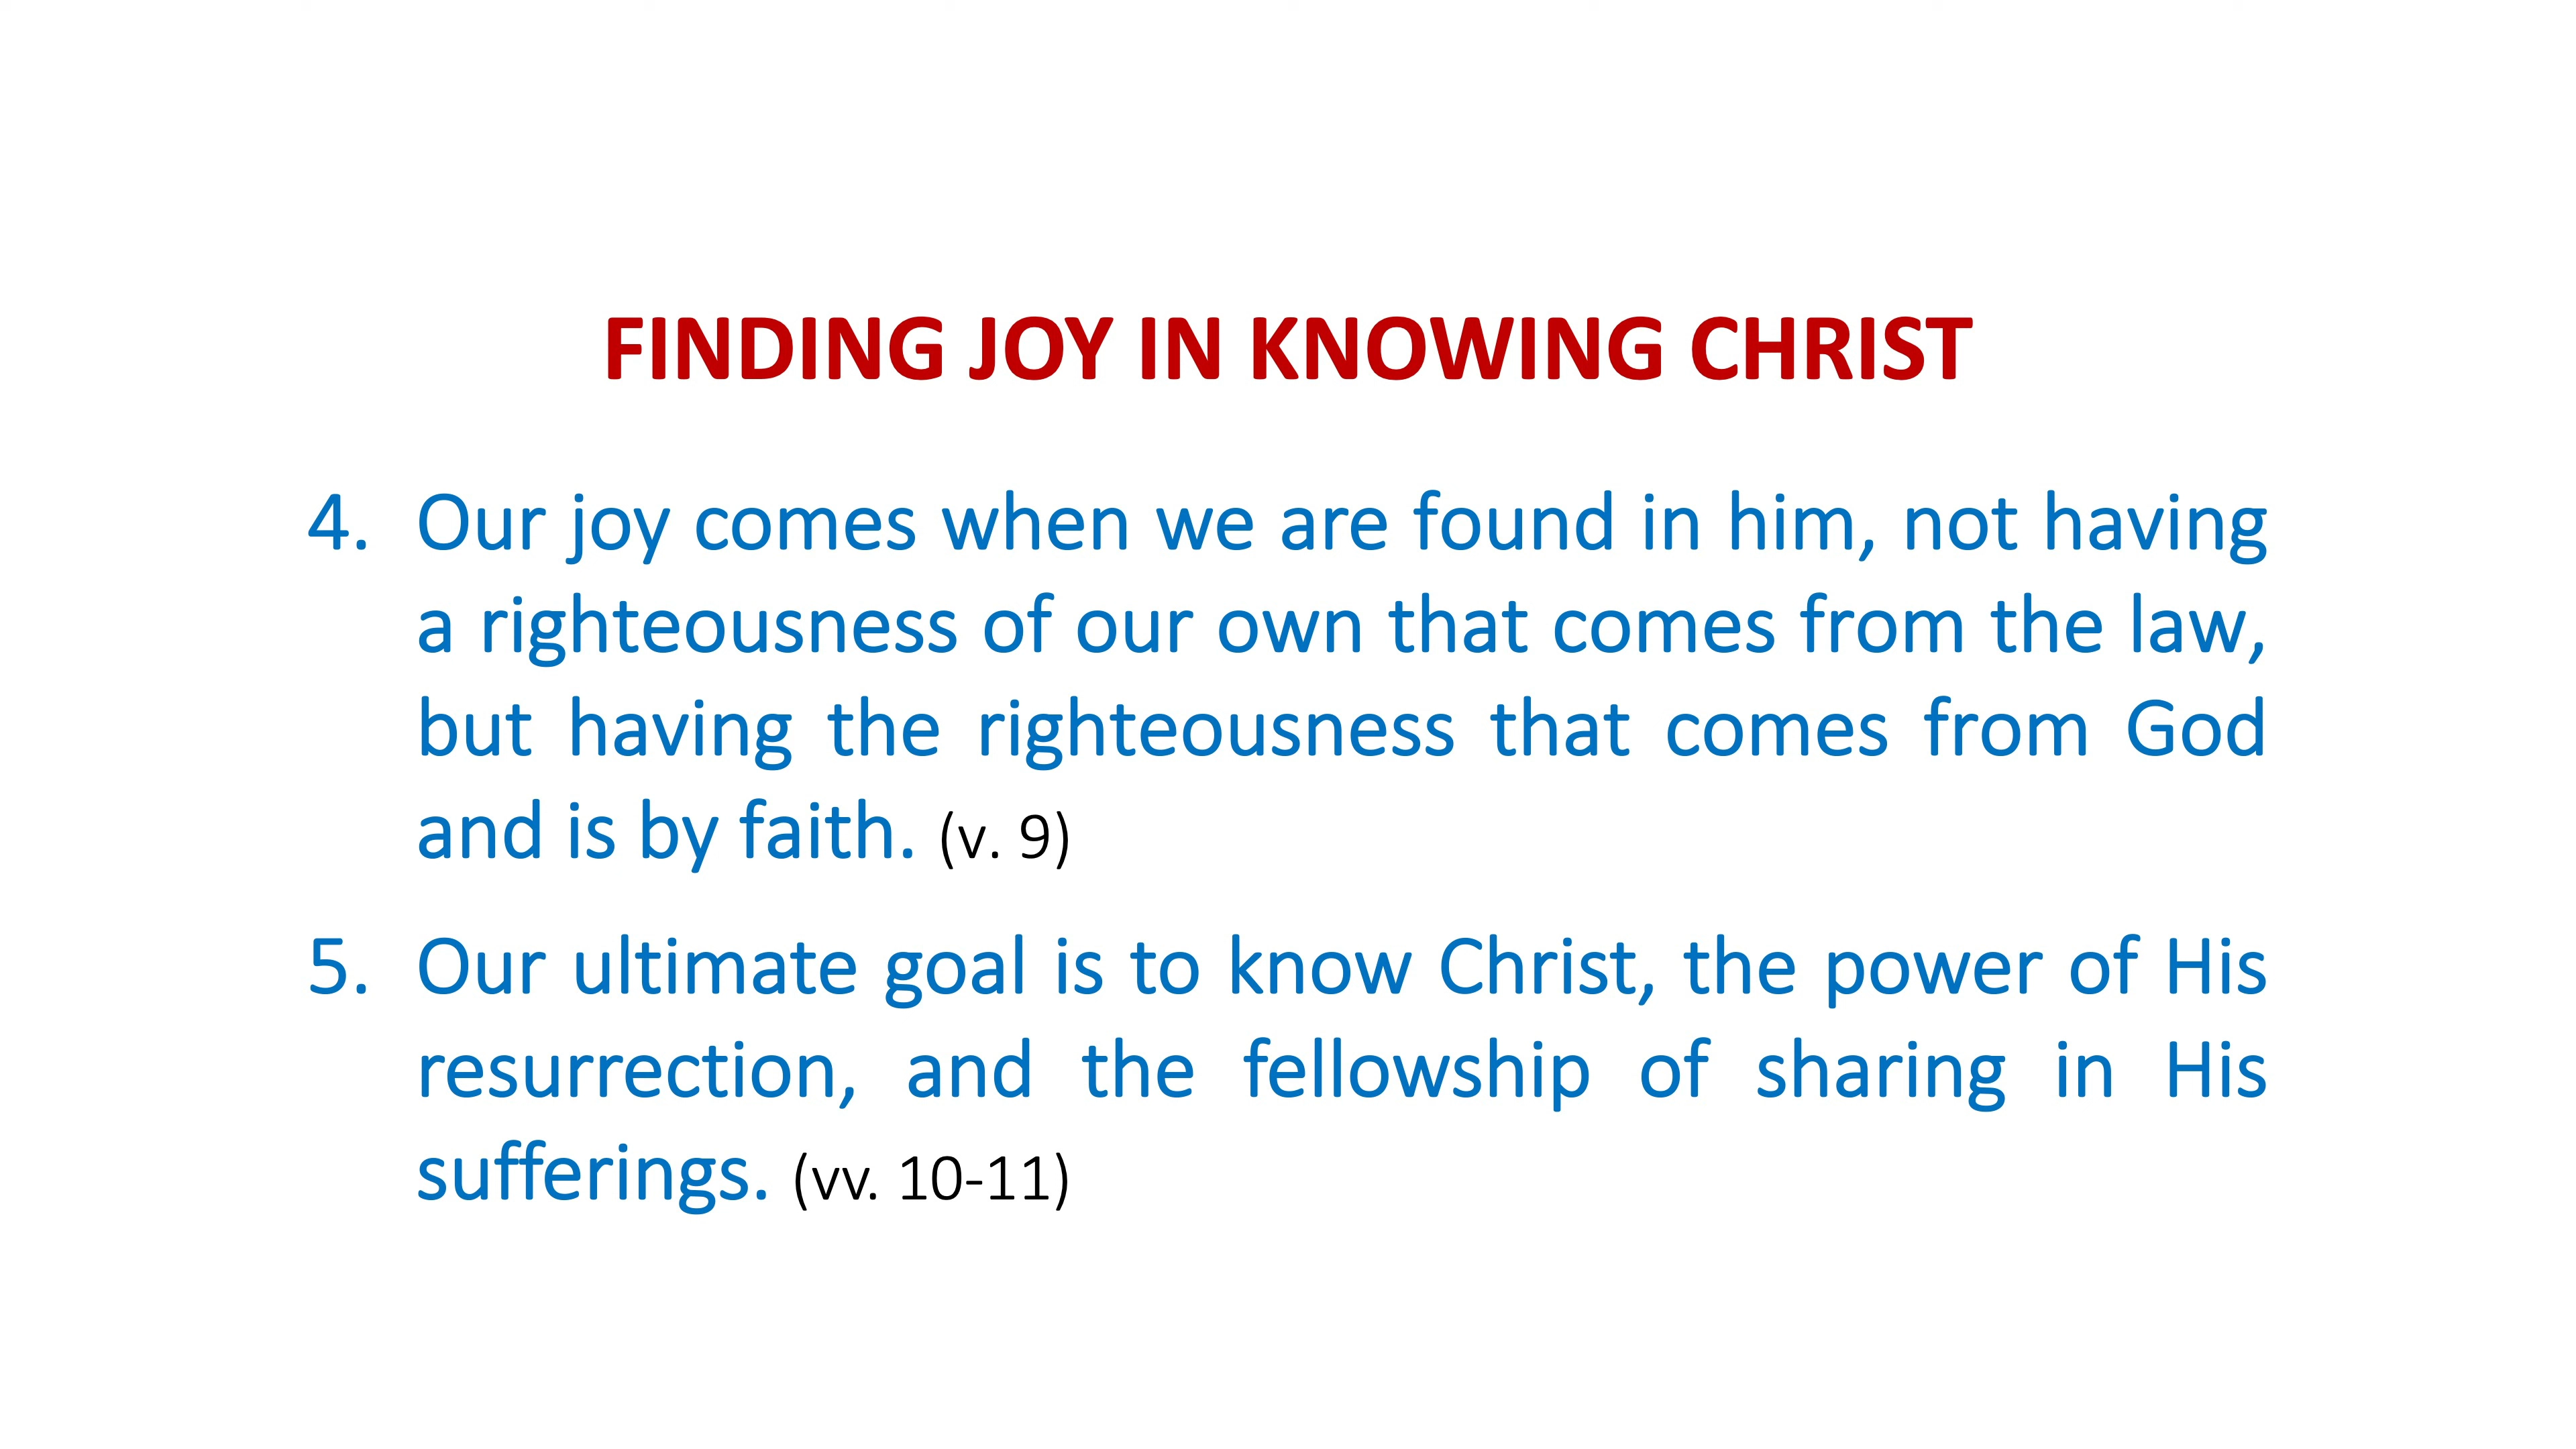 FINDING JOY IN KNOWING CHRIST
4. Our joy comes when we are found in him, not having
a righteousness of our own that comes from the law,
but having the righteousness that comes from God
and is by faith. (v. 9)
5. Our ultimate goal is to know Christ, the power of His
resurrection, and the fellowship of sharing in His
sufferings. (vv. 10-11)